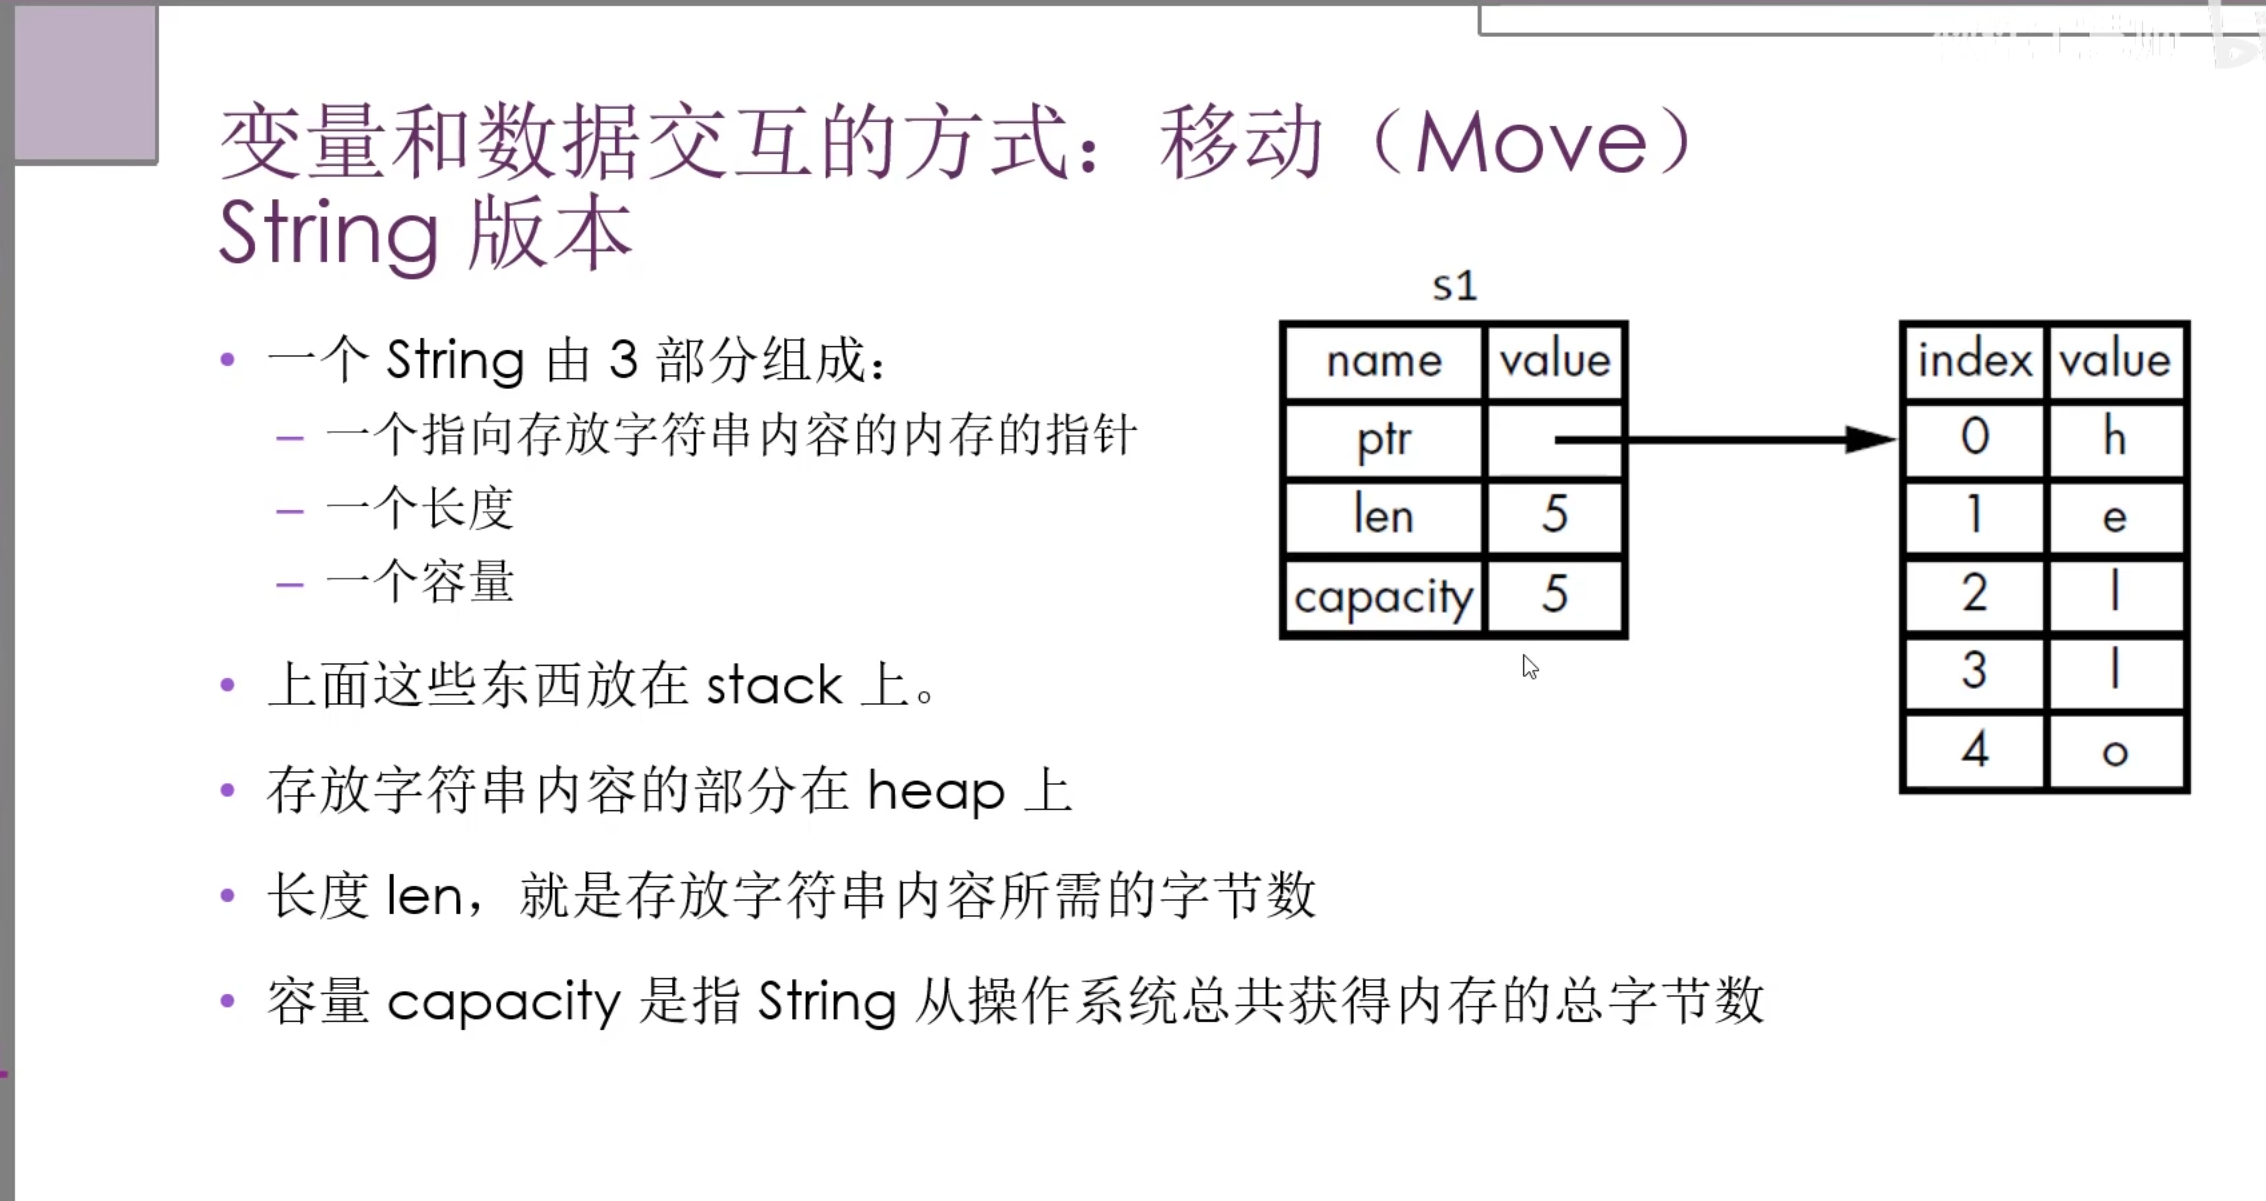 变量和数据交互的方式：移动（Move）
String 版本
• 一个 String 由 3 部分组成：
– 一个指向存放字符串内容的内存的指针
– 一个长度
– 一个容量
• 上面这些东西放在 stack 上。
• 存放字符串内容的部分在 heap 上
• 长度 len，就是存放字符串内容所需的字节数
• 容量 capacity 是指 String 从操作系统总共获得内存的总字节数
s1
name value
ptr
len 5
capacity 5
index value
0 h
1 e
2 l
3 l
4 o